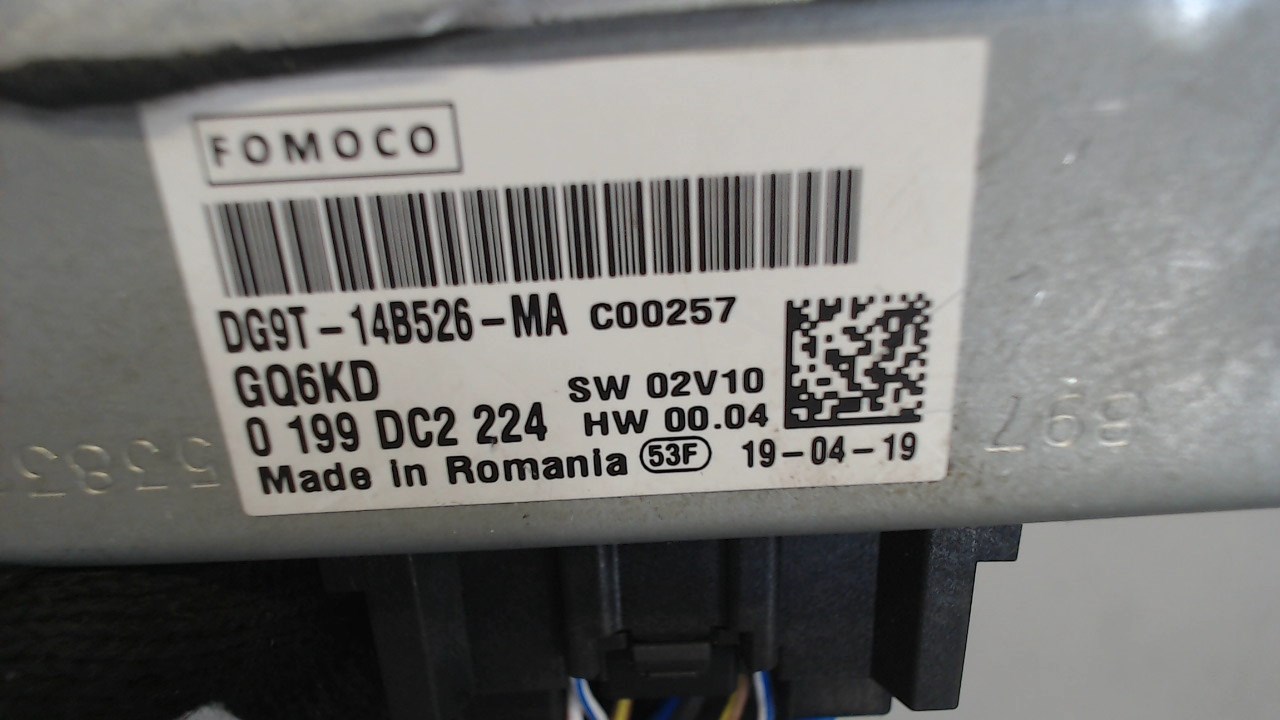 FOMOCO
DG9T-14B526-MA C00257
GQ6KD SW 02V10
0 199 DC2 224 HW 00.04
Made in Romania 53F 19-04-19
897